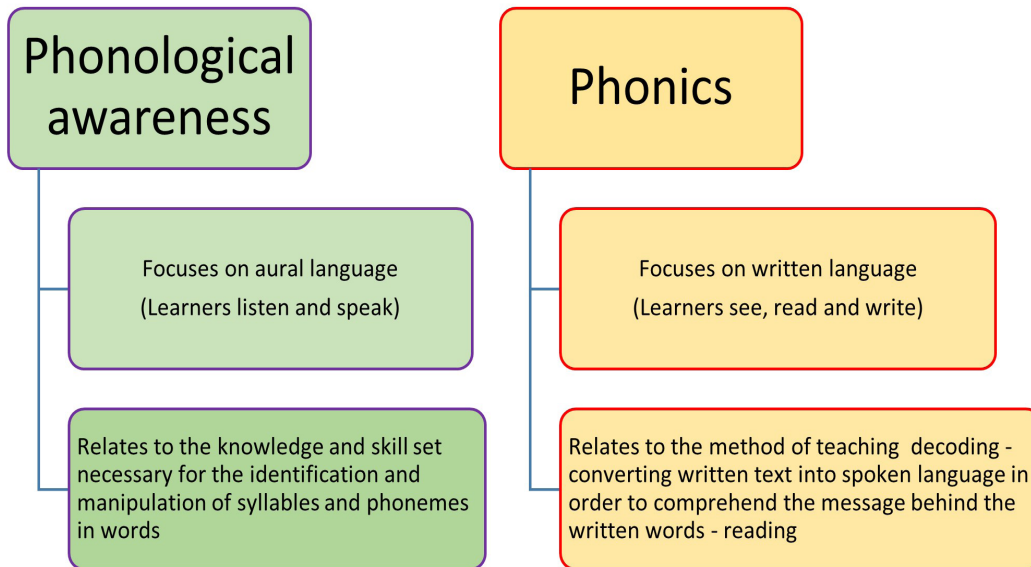 Phonological
awareness
Focuses on aural language
(Learners listen and speak)
Relates to the knowledge and skill set
necessary for the identification and
manipulation of syllables and phonemes
in words
Phonics
Focuses on written language
(Learners see, read and write)
Relates to the method of teaching decoding -
converting written text into spoken language in
order to comprehend the message behind the
written words - reading